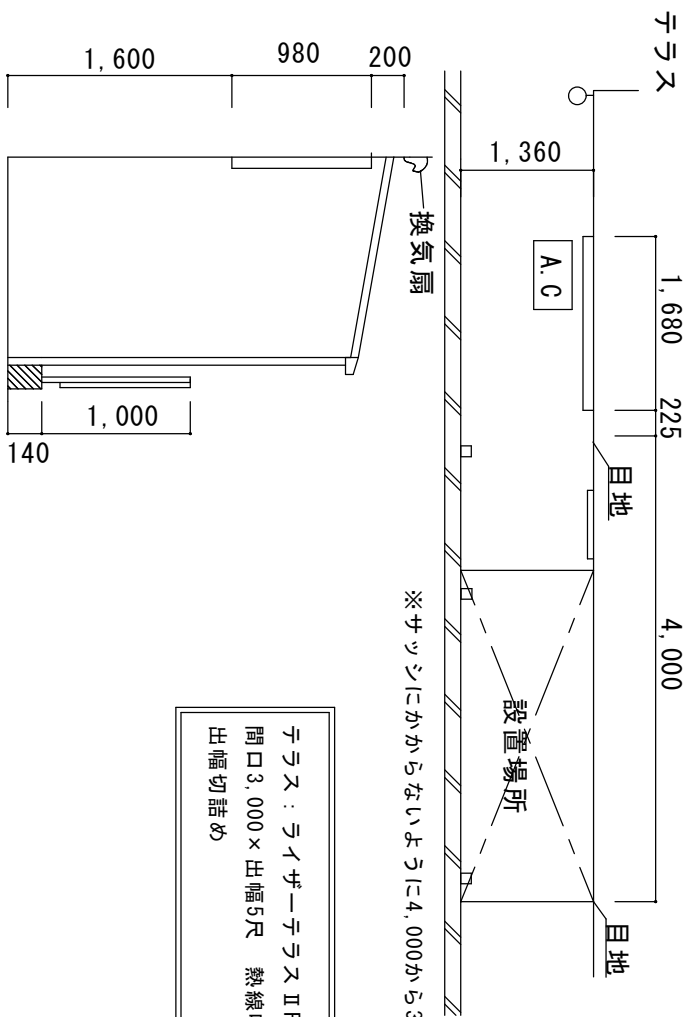 テラス
1,600
980
200
換気扇
1,000
140
1,360
A.C
1,680
225
4,000
目地
設置場所
目地
※サッシにかからないように4,000から3
テラス：ライザーテラスⅡ
間口3,000×出幅5尺 熱線
出幅切詰め